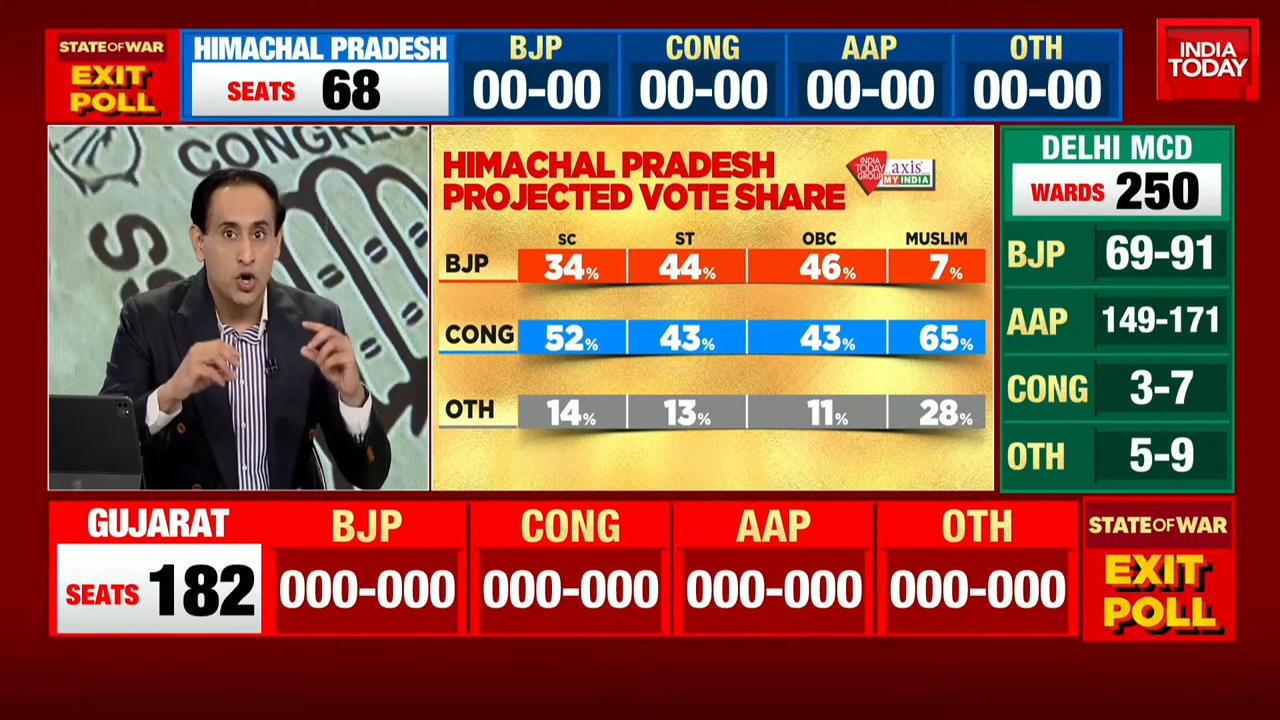 STATE OF WAR
EXIT
POLL
HIMACHAL PRADESH
SEATS 68
BJP CONG AAP OTH
00-00 00-00 00-00 00-00
INDIA
TODAY
CONGRESS
HIMACHAL PRADESH
PROJECTED VOTE SHARE
INDIA
TODAY
GROUP
axis
MY INDIA
SC ST OBC MUSLIM
BJP 34% 44% 46% 7%
CONG 52% 43% 43% 65%
OTH 14% 13% 11% 28%
DELHI MCD
WARDS 250
BJP 69-91
AAP 149-171
CONG 3-7
OTH 5-9
GUJARAT
SEATS 182
BJP CONG AAP OTH
000-000 000-000 000-000 000-000
STATE OF WAR
EXIT
POLL